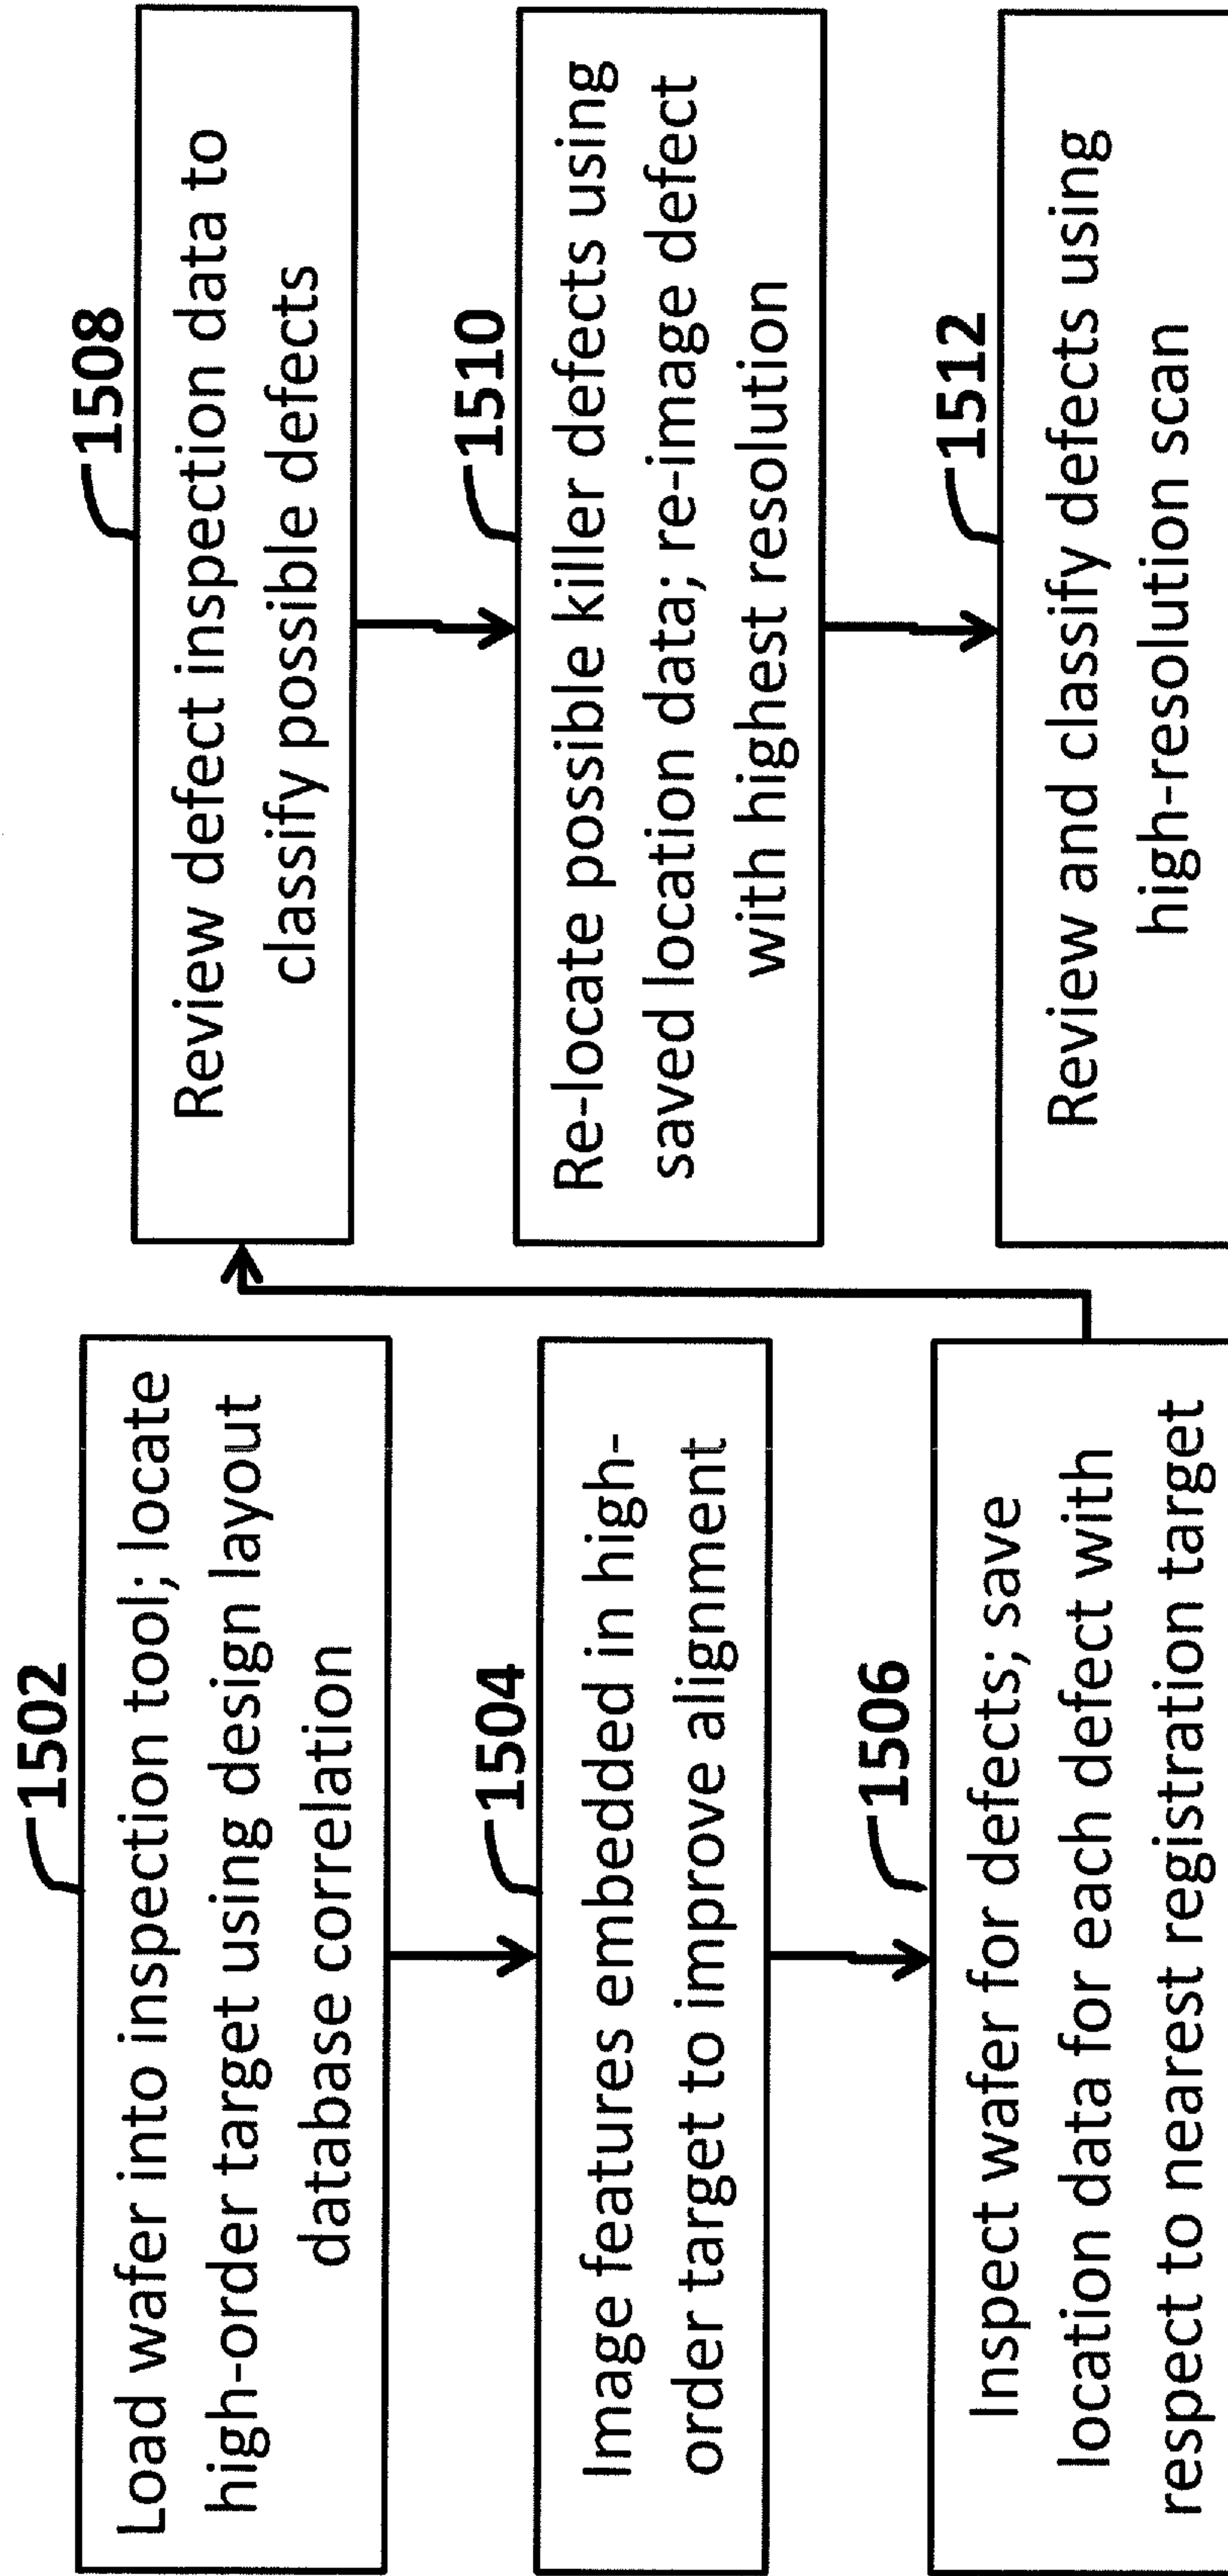 1502
Load wafer into inspection tool; locate
high-order target using design layout
database correlation
1504
Image features embedded in high-
order target to improve alignment
1506
Inspect wafer for defects; save
location data for each defect with
respect to nearest registration target
1508
Review defect inspection data to
classify possible defects
1510
Re-locate possible killer defects using
saved location data; re-image defect
with highest resolution
1512
Review and classify defects using
high-resolution scan